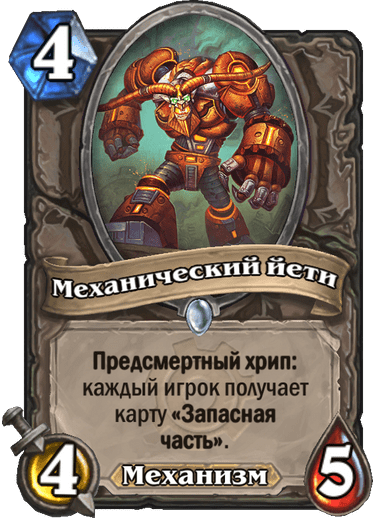 4
Механический йети
Предсмертный хрип:
каждый игрок получает
карту «Запасная
часть».
4
Механизм
5